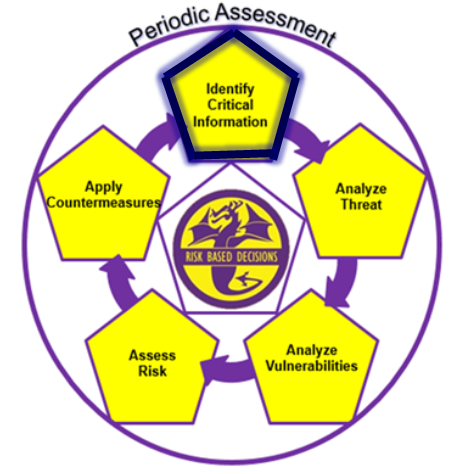 Periodic Assessment
Identify
Critical
Information
Analyze
Threat
Analyze
Vulnerabilities
Assess
Risk
Apply
Countermeasures
RISK BASED DECISIONS